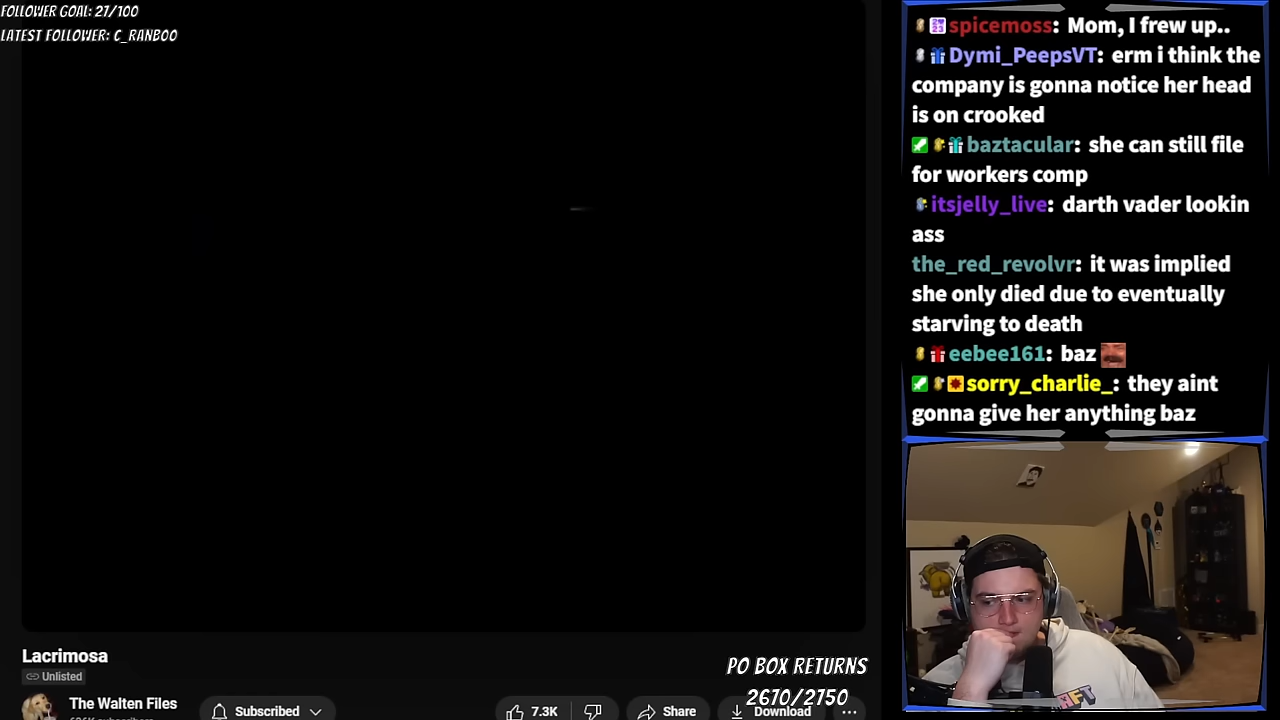 FOLLOWER GOAL: 27/100
LATEST FOLLOWER: C_RANBOO
spicemoss: Mom, I frew up..
Dymi_PeepsVT: erm i think the
company is gonna notice her head
is on crooked
baztacular: she can still file
for workers comp
itsjelly_live: darth vader lookin
ass
the_red_revolvr: it was implied
she only died due to eventually
starving to death
eebee161: baz
sorry_charlie_: they aint
gonna give her anything baz
Lacrimosa
Unlisted
The Walten Files
Subscribed
7.3K
Share
Download
PO BOX RETURNS
2670/2750